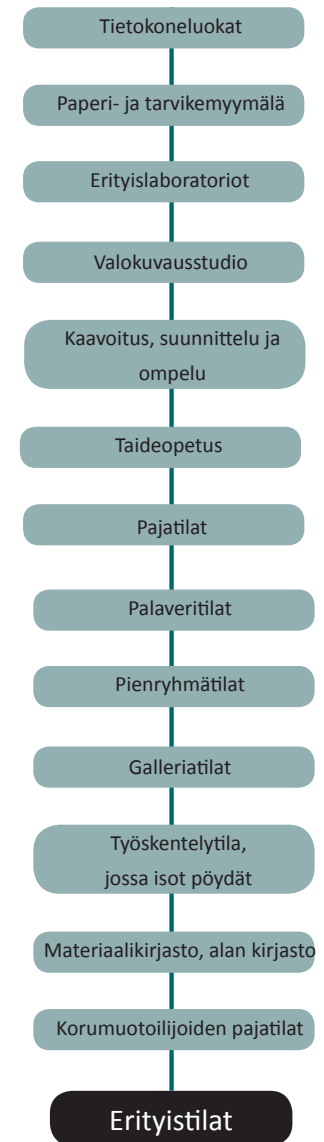 Tietokoneluokat
Paperi- ja tarvikemyymälä
Erityislaboratoriot
Valokuvausstudio
Kaavoitus, suunnittelu ja
ompelu
Taideopetus
Pajatilat
Palaveritilat
Pienryhmätilat
Galleriatilat
Työskentelytila,
jossa isot pöydät
Materiaalikirjasto, alan kirjasto
Korumuotoilijoiden pajatilat
Erityistilat